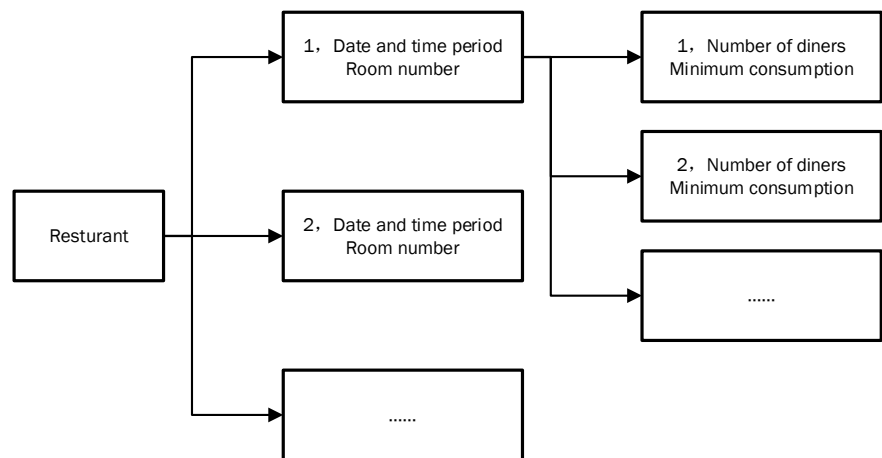 1，Date and time period
Room number
1，Number of diners
Minimum consumption
2，Number of diners
Minimum consumption
Resturant
2，Date and time period
Room number
......
......